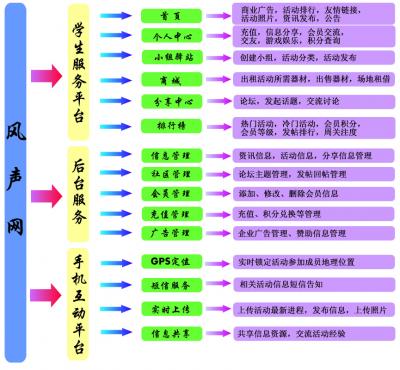 风声网
学生服务平台
首頁
商业广告，活动排行，友情链接，
活动照片，资讯发布，公告
个人中心
充值，信息分享，会员交流，
交友，游戏娱乐，积分查询
小组驿站
创建小组，活动分类，活动发布
商城
出租活动所需器材，出售器材，场地租借
分享中心
论坛，发起话题，交流讨论
排行榜
热门活动，冷门活动，会员积分，
会员等级，发帖排行，周关注度
后台服务
信息管理
资讯信息，活动信息，分享信息管理
社区管理
论坛主题管理，发帖回帖管理
会员管理
添加、修改、删除会员信息
充值管理
充值、积分兑换等管理
广告管理
企业广告管理、赞助信息管理
手机互动平台
GPS定位
实时锁定活动参加成员地理位置
短信服务
相关活动信息短信告知
实时上传
上传活动最新进程，发布信息，上传照片
信息共享
共享信息资源，交流活动经验